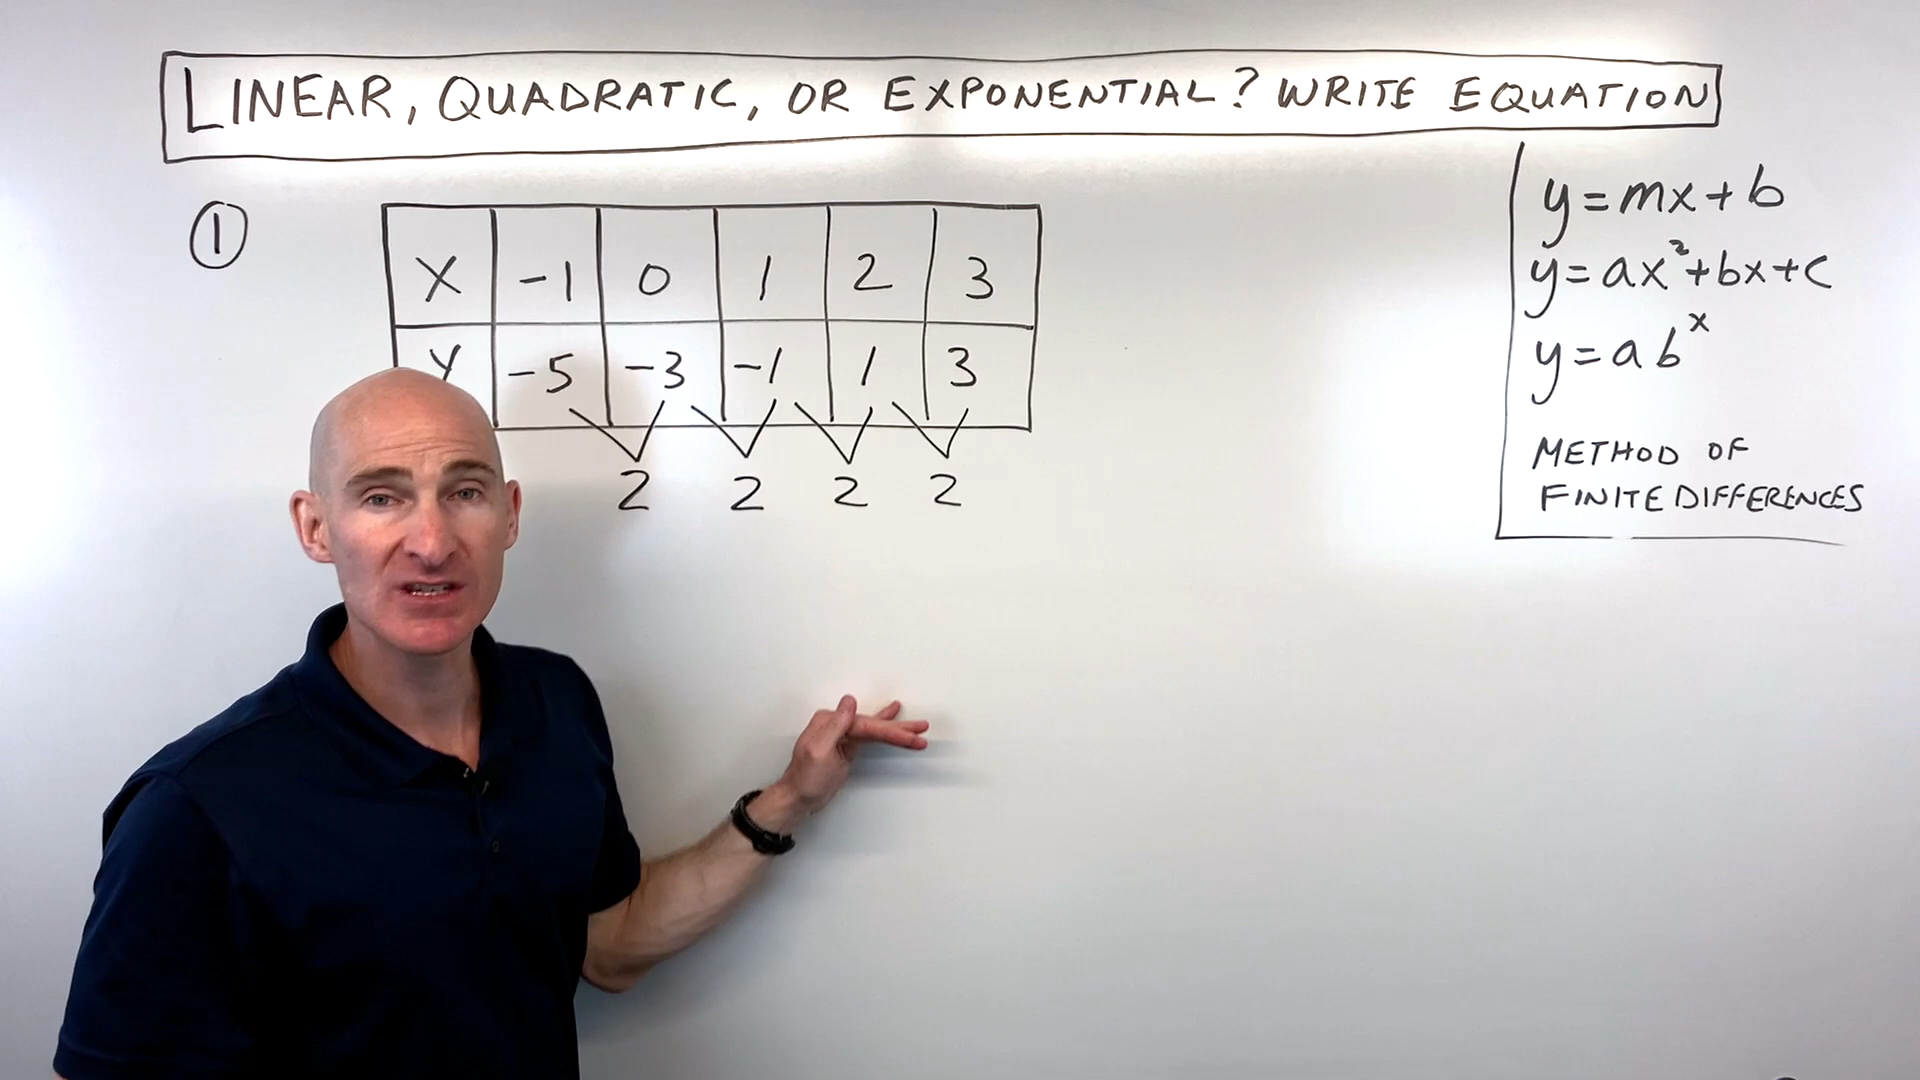 LINEAR, QUADRATIC, OR EXPONENTIAL? WRITE EQUATION
①
X -1 0 1 2 3
Y -5 -3 -1 1 3
2 2 2 2
y=mx+b
y=ax²+bx+c
y=ab^x
METHOD OF
FINITE DIFFERENCES